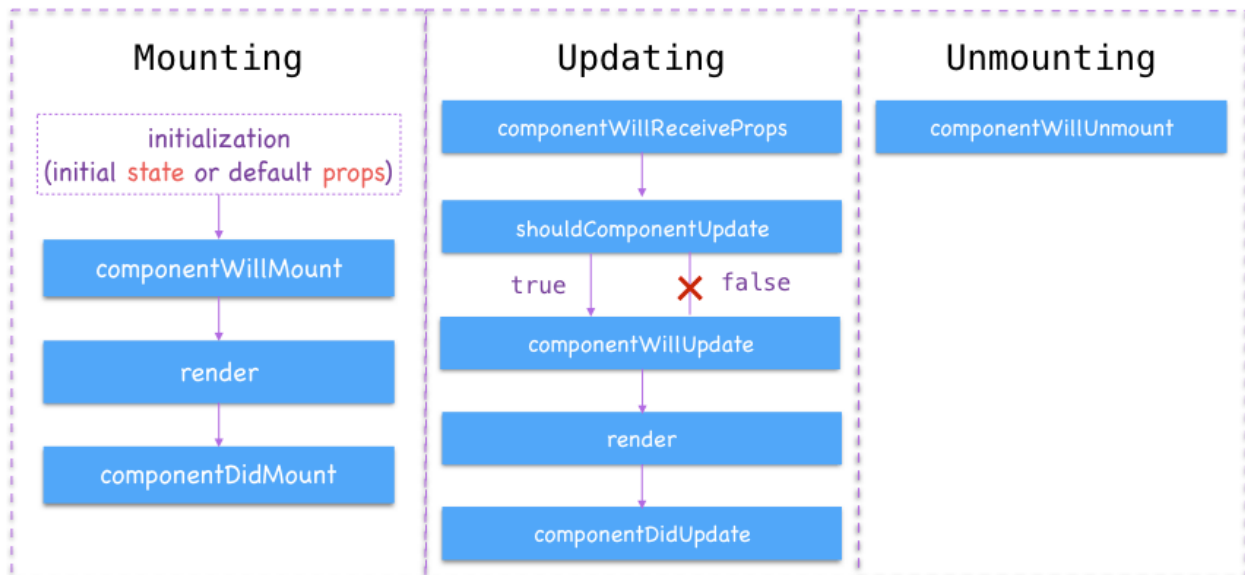 Mounting
initialization
(initial state or default props)
componentWillMount
render
componentDidMount
Updating
componentWillReceiveProps
shouldComponentUpdate
true
false
componentWillUpdate
render
componentDidUpdate
Unmounting
componentWillUnmount